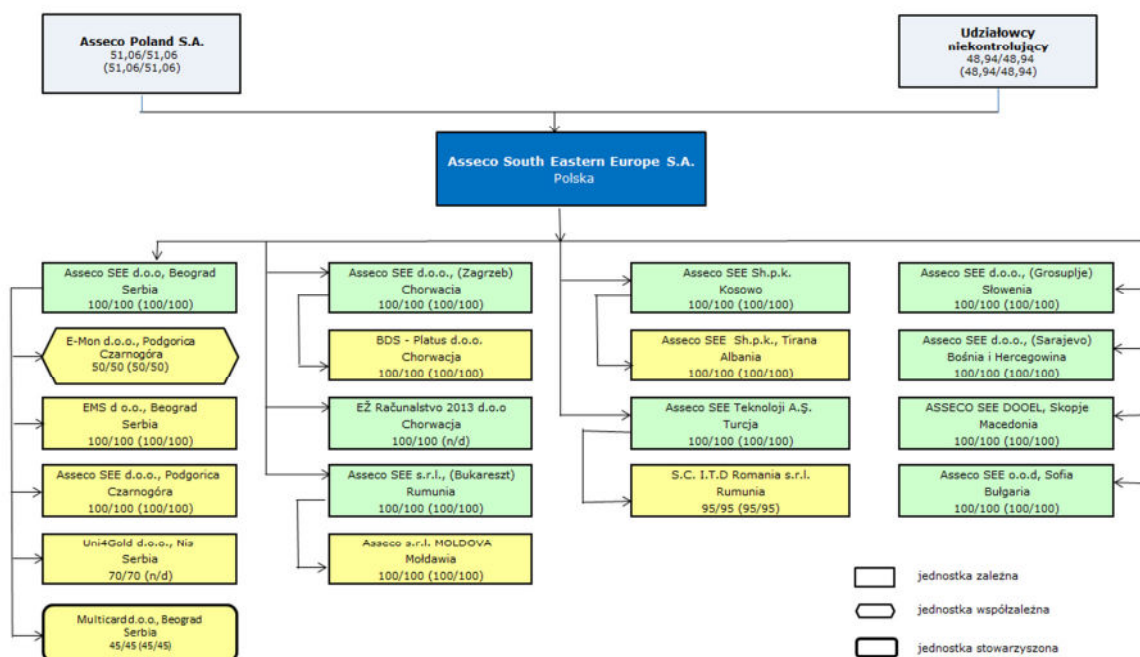 Asseco Poland S.A.
51,06/51,06
(51,06/51,06)
Udziałowcy
niekontrolujący
48,94/48,94
(48,94/48,94)
Asseco South Eastern Europe S.A.
Polska
Asseco SEE d.o.o, Beograd
Serbia
100/100 (100/100)
E-Mon d.o.o., Podgorica
Czarnogóra
50/50 (50/50)
EMS d o.o., Beograd
Serbia
100/100 (100/100)
Asseco SEE d.o.o., Podgorica
Czarnogóra
100/100 (100/100)
Uni4Gold d.o.o., Nis
Serbia
70/70 (n/d)
Multicard d.o.o., Beograd
Serbia
45/45 (45/45)
Asseco SEE d.o.o., (Zagrzeb)
Chorwacja
100/100 (100/100)
BDS - Platus d.o.o.
Chorwacja
100/100 (100/100)
EŽ Računalstvo 2013 d.o.o
Chorwacja
100/100 (n/d)
Asseco SEE s.r.l., (Bukareszt)
Rumunia
100/100 (100/100)
Asseco s.r.l. MOLDOVA
Mołdawia
100/100 (100/100)
Asseco SEE Sh.p.k.
Kosowo
100/100 (100/100)
Asseco SEE Sh.p.k., Tirana
Albania
100/100 (100/100)
Asseco SEE Teknoloji A.Ş.
Turcja
100/100 (100/100)
S.C. I.T.D Romania s.r.l.
Rumunia
95/95 (95/95)
Asseco SEE d.o.o., (Grosuplje)
Słowenia
100/100 (100/100)
Asseco SEE d.o.o., (Sarajevo)
Bośnia i Hercegowina
100/100 (100/100)
ASSECO SEE DOOEL, Skopje
Macedonia
100/100 (100/100)
Asseco SEE o.o.d, Sofia
Bułgaria
100/100 (100/100)
jednostka zależna
jednostka współzależna
jednostka stowarzyszona